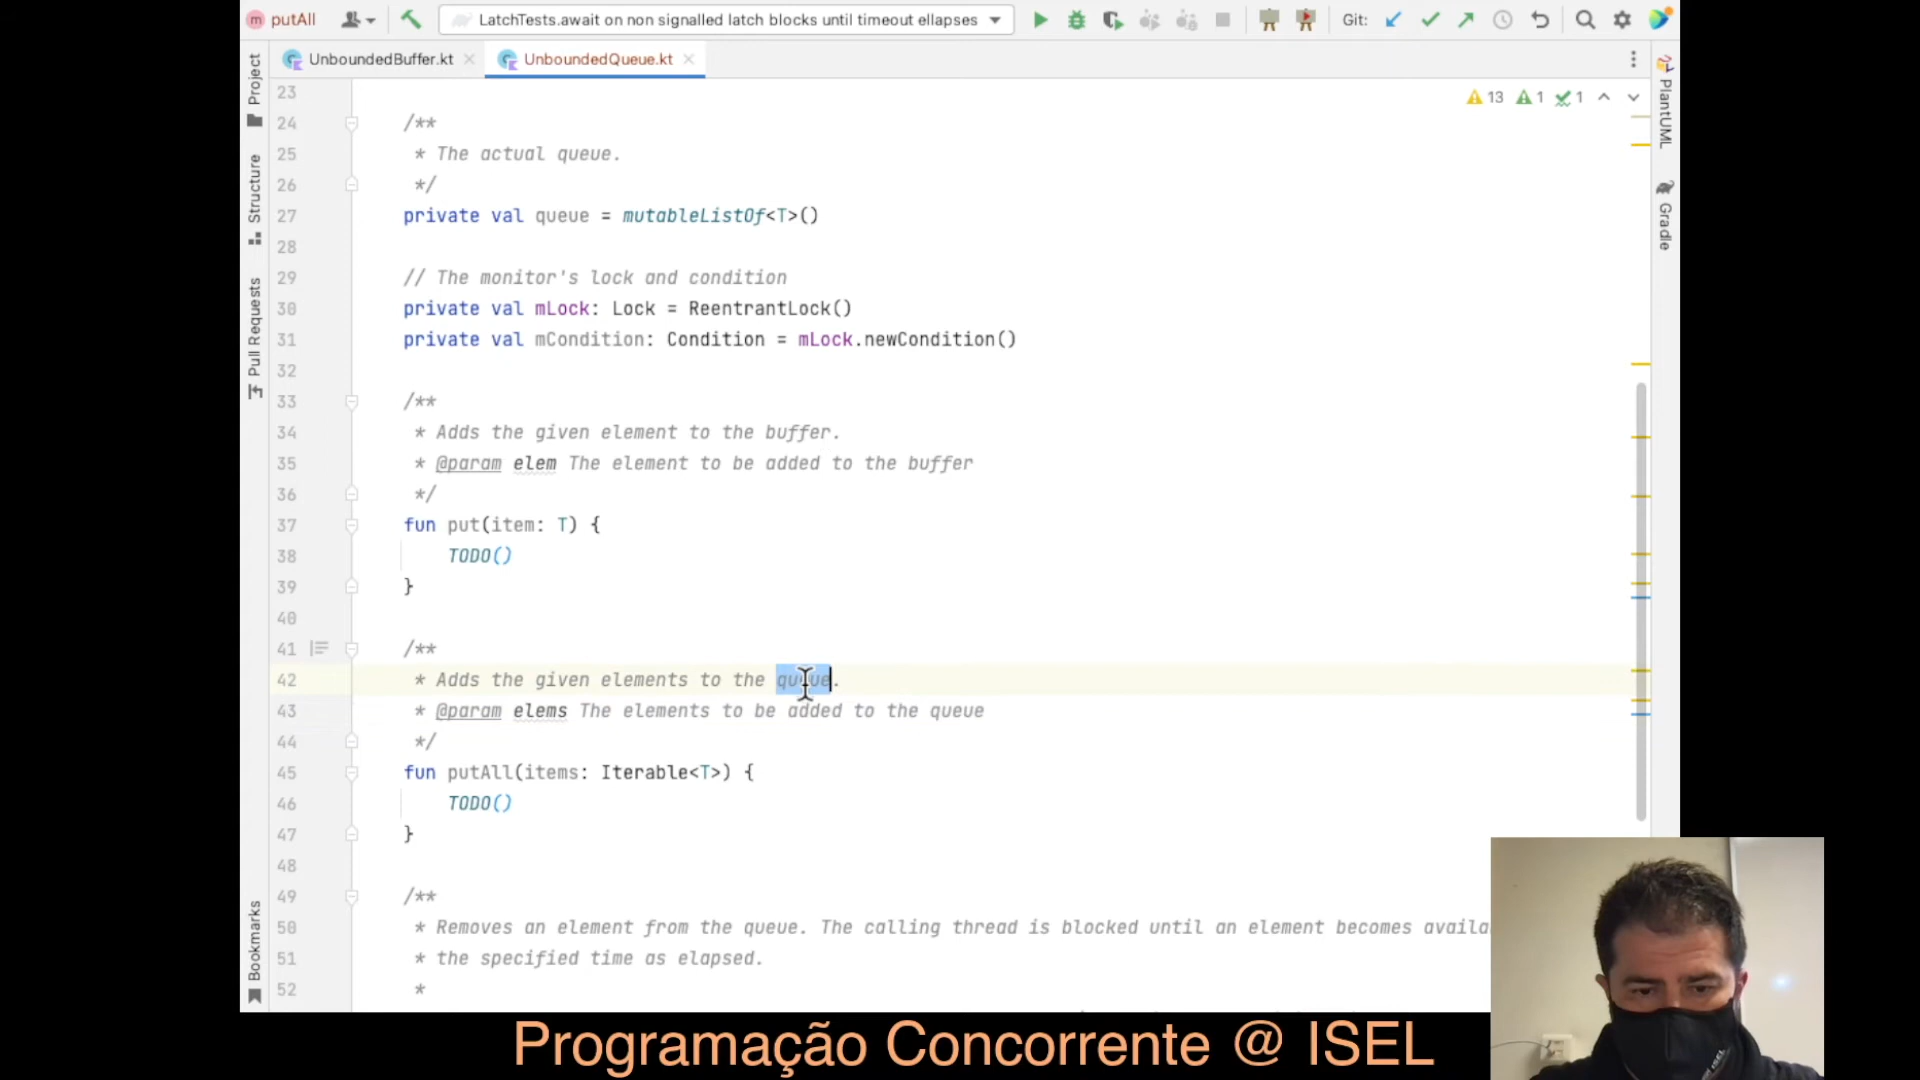 putAll
LatchTests.await on non signalled latch blocks until timeout ellapses
Git:
UnboundedBuffer.kt
UnboundedQueue.kt
Project
Structure
Pull Requests
Bookmarks
PlantUML
Gradle
13 1 1
23
24 /**
25 * The actual queue.
26 */
27 private val queue = mutableListOf<T>()
28
29 // The monitor's lock and condition
30 private val mLock: Lock = ReentrantLock()
31 private val mCondition: Condition = mLock.newCondition()
32
33 /**
34 * Adds the given element to the buffer.
35 * @param elem The element to be added to the buffer
36 */
37 fun put(item: T) {
38 TODO()
39 }
40
41 /**
42 * Adds the given elements to the queue.
43 * @param elems The elements to be added to the queue
44 */
45 fun putAll(items: Iterable<T>) {
46 TODO()
47 }
48
49 /**
50 * Removes an element from the queue. The calling thread is blocked until an element becomes availa
51 * the specified time as elapsed.
52 *
ISEL
Programação Concorrente @ ISEL